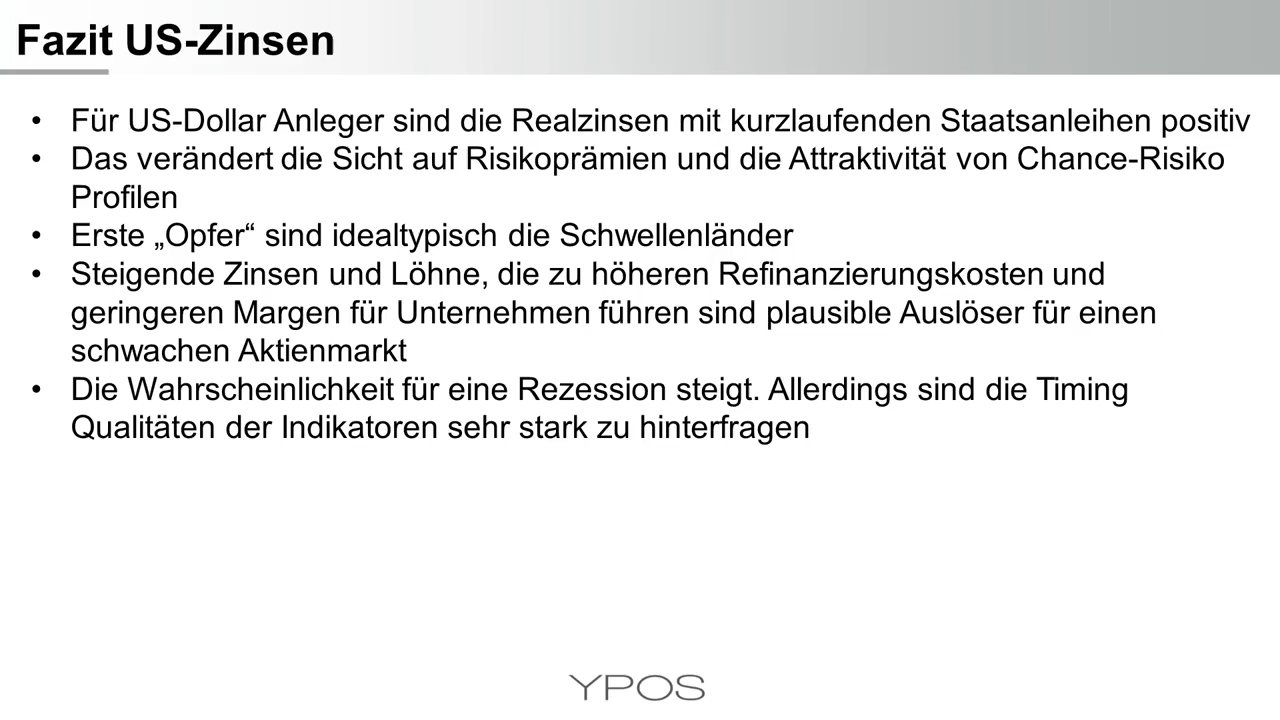 Fazit US-Zinsen
• Für US-Dollar Anleger sind die Realzinsen mit kurzlaufenden Staatsanleihen positiv
• Das verändert die Sicht auf Risikoprämien und die Attraktivität von Chance-Risiko
Profilen
• Erste „Opfer“ sind idealtypisch die Schwellenländer
• Steigende Zinsen und Löhne, die zu höheren Refinanzierungskosten und
geringeren Margen für Unternehmen führen sind plausible Auslöser für einen
schwachen Aktienmarkt
• Die Wahrscheinlichkeit für eine Rezession steigt. Allerdings sind die Timing
Qualitäten der Indikatoren sehr stark zu hinterfragen
YPOS